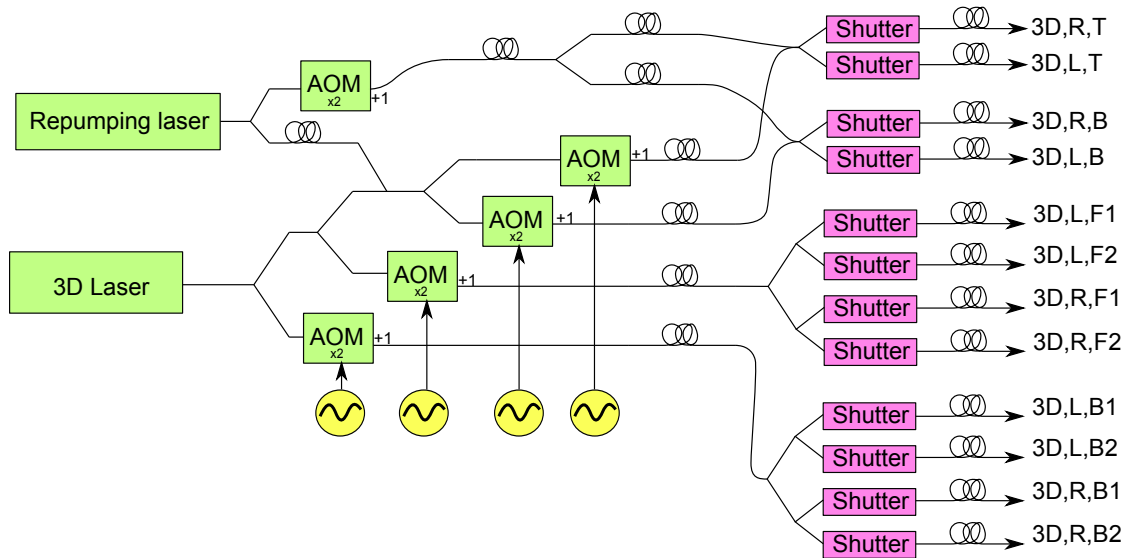 Shutter
3D,R,T
Shutter
3D,L,T
AOM
x2
+1
Repumping laser
Shutter
3D,R,B
Shutter
3D,L,B
AOM
x2
+1
AOM
x2
+1
Shutter
3D,L,F1
Shutter
3D,L,F2
3D Laser
AOM
x2
+1
Shutter
3D,R,F1
Shutter
3D,R,F2
AOM
x2
+1
Shutter
3D,L,B1
Shutter
3D,L,B2
Shutter
3D,R,B1
Shutter
3D,R,B2